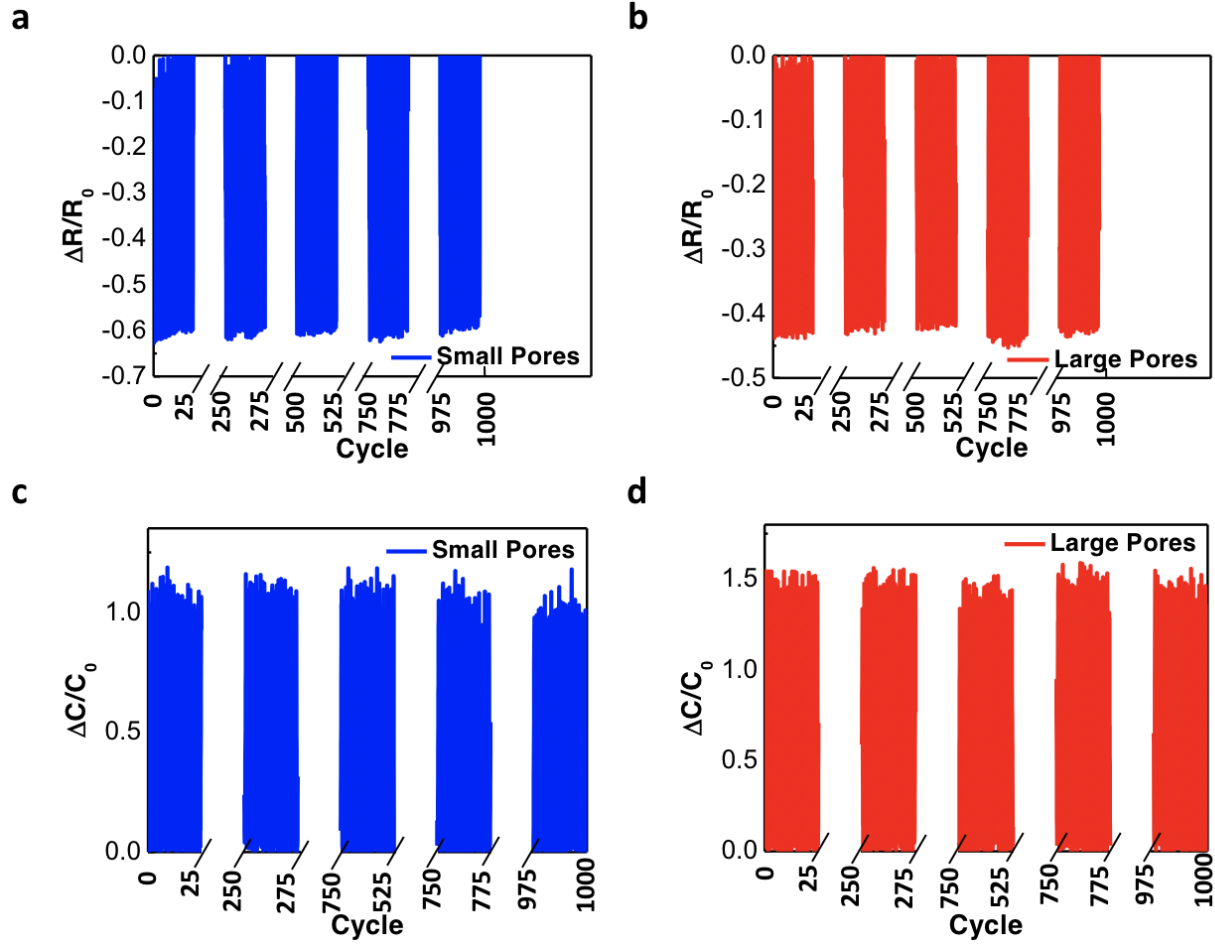 a
0.0
-0.1
-0.2
-0.3
-0.4
-0.5
-0.6
-0.7
ΔR/R0
Small Pores
0 25 250 275 500 525 750 775 975 1000
Cycle
b
0.0
-0.1
-0.2
-0.3
-0.4
-0.5
ΔR/R0
Large Pores
0 25 250 275 500 525 750 775 975 1000
Cycle
c
1.0
0.5
0.0
ΔC/C0
Small Pores
0 25 250 275 750 525 750 775 975 1000
Cycle
d
1.5
1.0
0.5
0.0
ΔC/C0
Large Pores
0 25 250 275 550 525 750 775 975 1000
Cycle